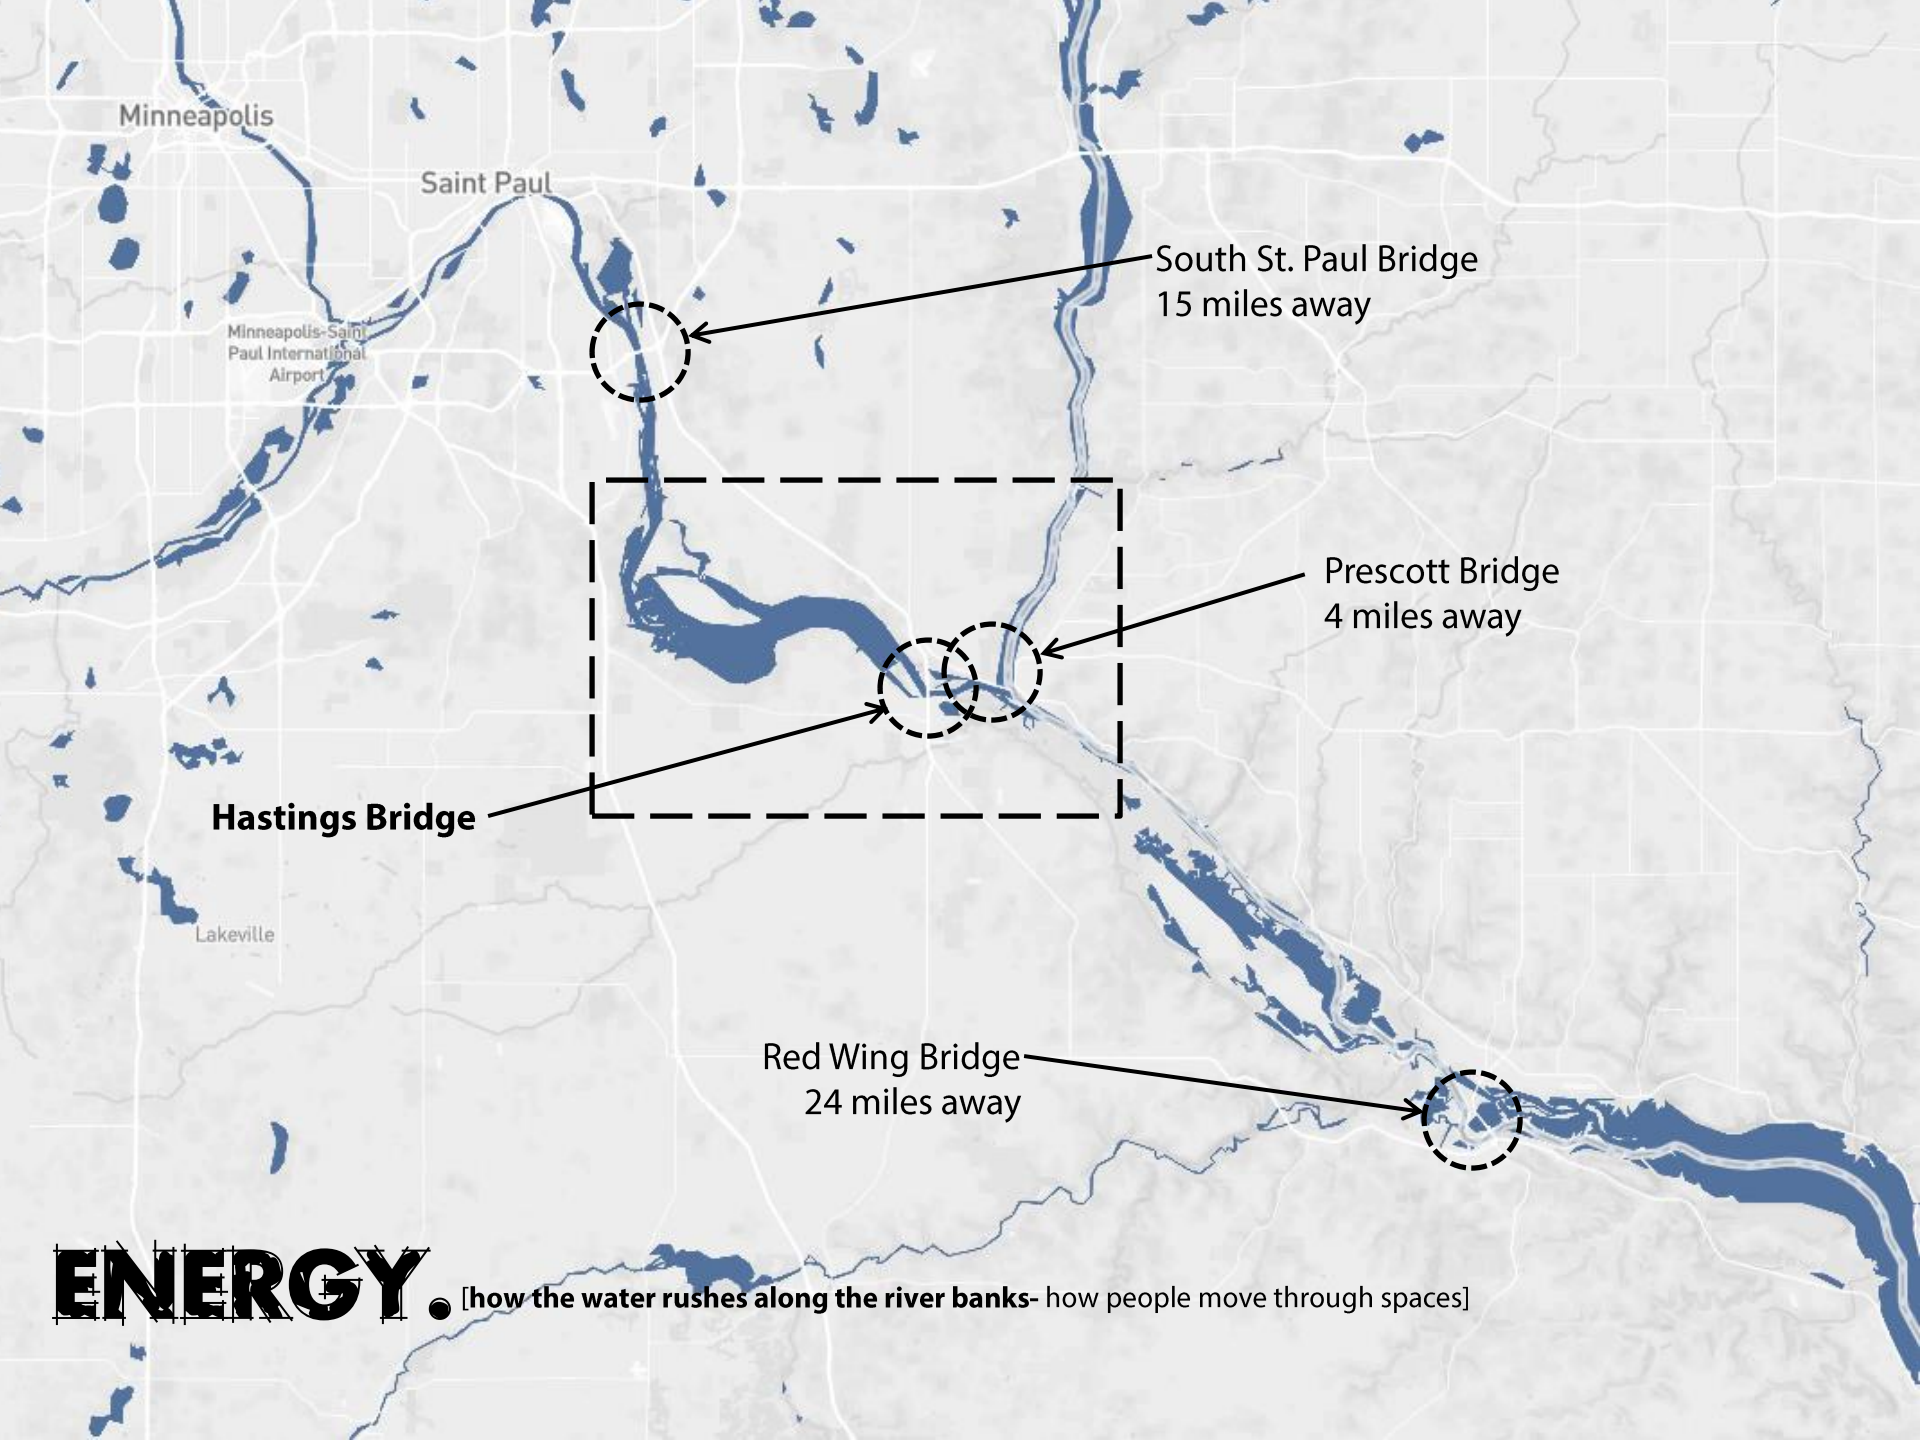 Minneapolis
Saint Paul
South St. Paul Bridge
15 miles away
Minneapolis-Saint
Paul International
Airport
Prescott Bridge
4 miles away
Hastings Bridge
Lakeville
Red Wing Bridge
24 miles away
ENERGY. [how the water rushes along the river banks- how people move through spaces]